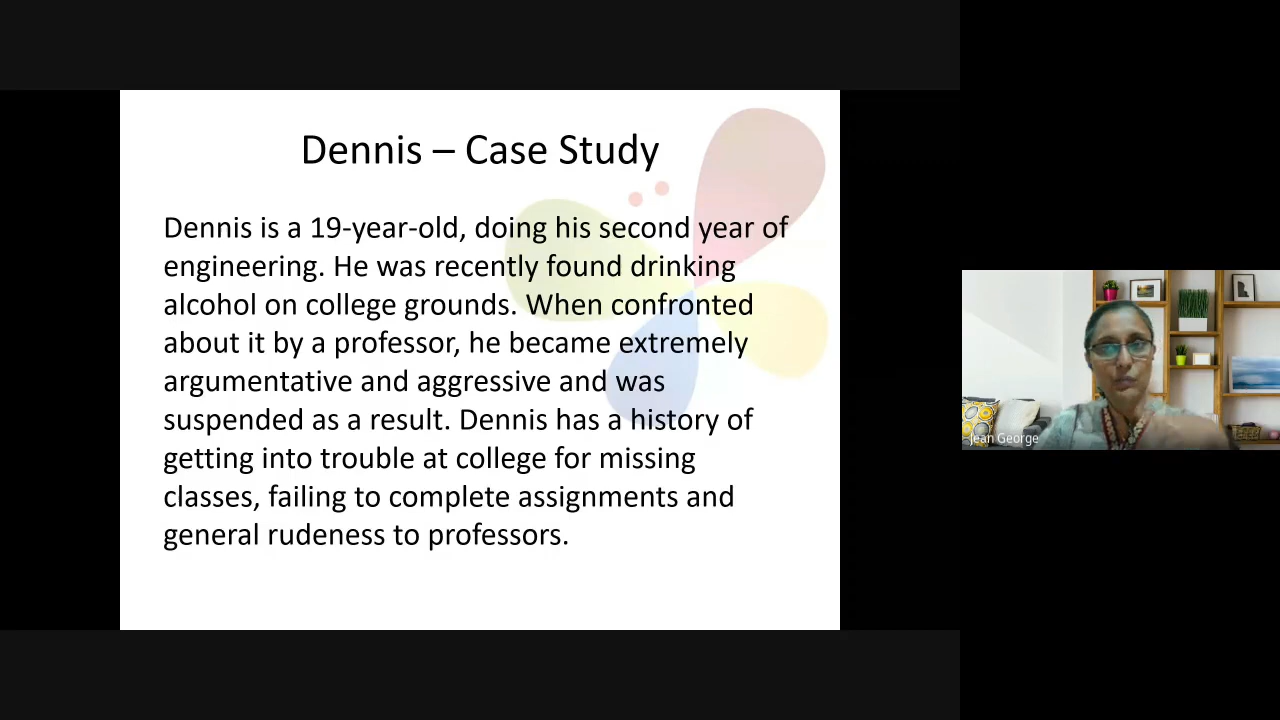 Dennis – Case Study
Dennis is a 19-year-old, doing his second year of
engineering. He was recently found drinking
alcohol on college grounds. When confronted
about it by a professor, he became extremely
argumentative and aggressive and was
suspended as a result. Dennis has a history of
getting into trouble at college for missing
classes, failing to complete assignments and
general rudeness to professors.
Jean George